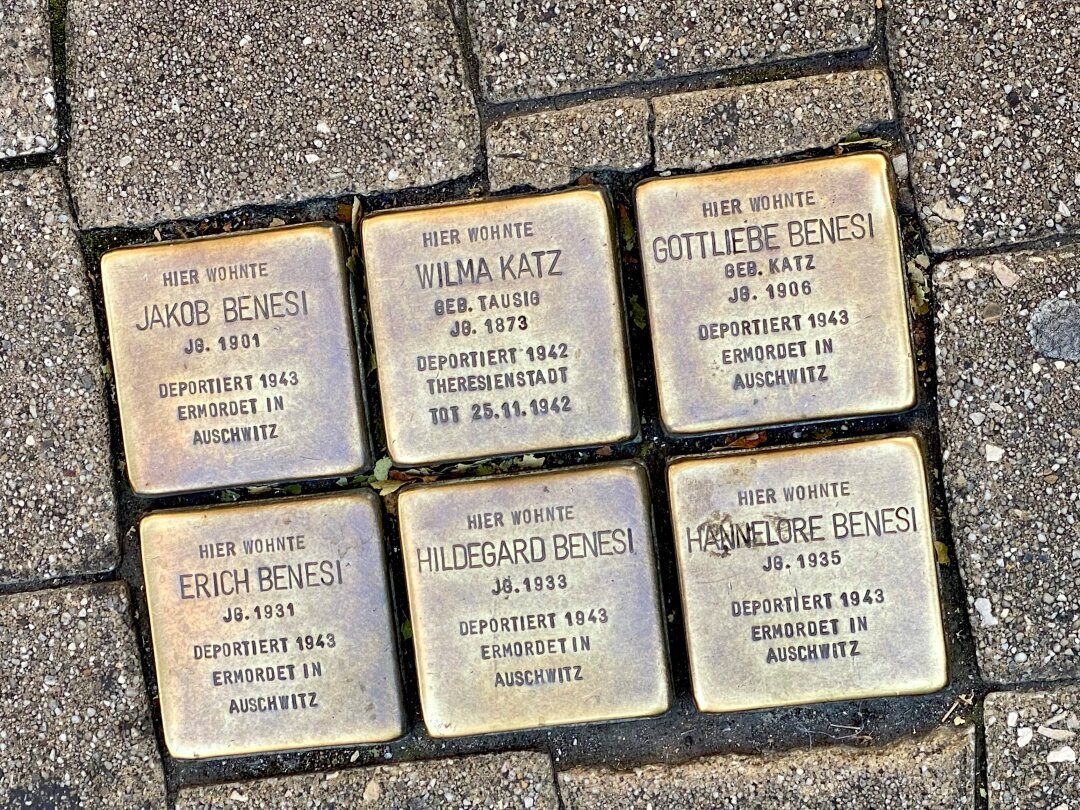 HIER WOHNTE
JAKOB BENESI
JG. 1901
DEPORTIERT 1943
ERMORDET IN
AUSCHWITZ
HIER WOHNTE
WILMA KATZ
GEB. TAUSIG
JG. 1873
DEPORTIERT 1942
THERESIENSTADT
TOT 25.11.1942
HIER WOHNTE
GOTTLIEBE BENESI
GEB. KATZ
JG. 1906
DEPORTIERT 1943
ERMORDET IN
AUSCHWITZ
HIER WOHNTE
ERICH BENESI
JG. 1931
DEPORTIERT 1943
ERMORDET IN
AUSCHWITZ
HIER WOHNTE
HILDEGARD BENESI
JG. 1933
DEPORTIERT 1943
ERMORDET IN
AUSCHWITZ
HIER WOHNTE
HANNELORE BENESI
JG. 1935
DEPORTIERT 1943
ERMORDET IN
AUSCHWITZ